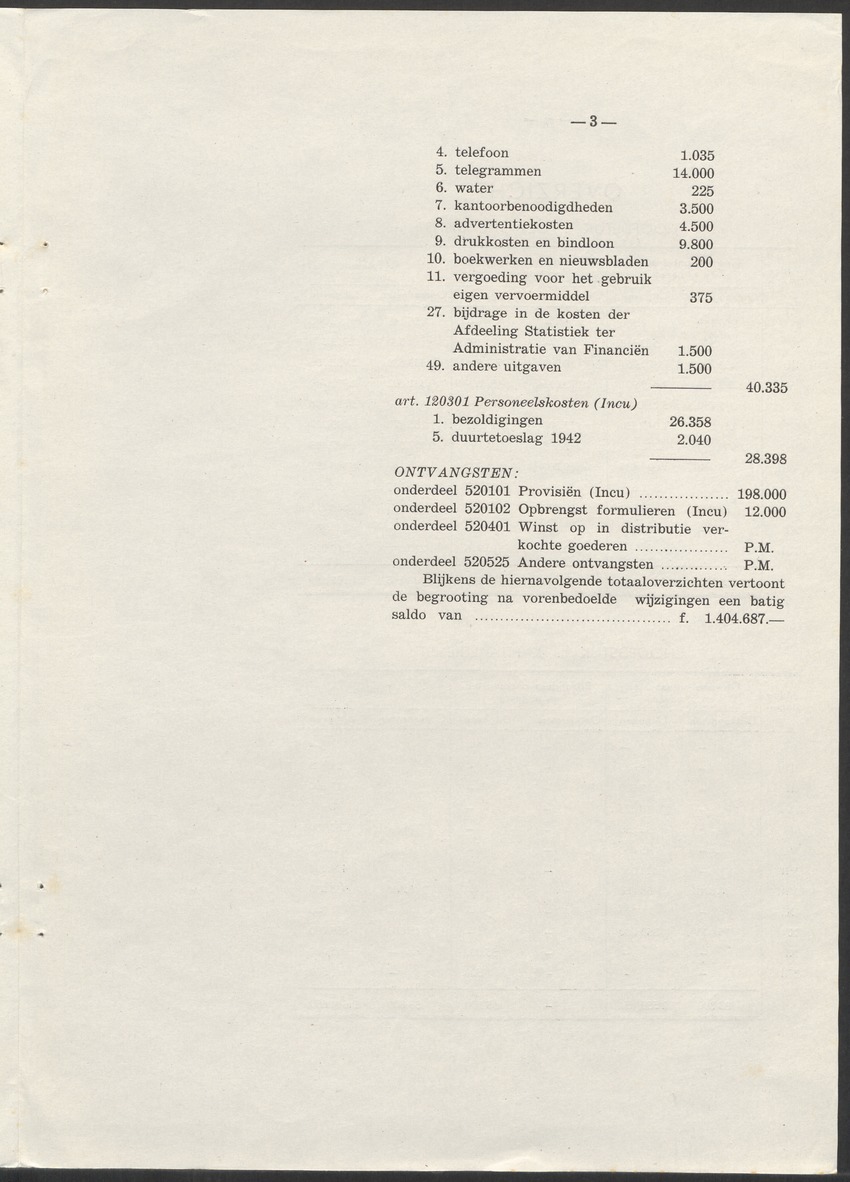 — 3 —
4. telefoon 1.035
5. telegrammen 14.000
6. water 225
7. kantoorbenoodigdheden 3.500
8. advertentiekosten 4.500
9. drukkosten en bindloon 9.800
10. boekwerken en nieuwsbladen 200
11. vergoeding voor het gebruik
eigen vervoermiddel 375
27. bijdrage in de kosten der
Afdeeling Statistiek ter
Administratie van Financiën 1.500
49. andere uitgaven 1.500
40.335
art. 120301 Personeelskosten (Incu)
1. bezoldigingen 26.358
5. duurtetoeslag 1942 2.040
28.398
ONTVANGSTEN:
onderdeel 520101 Provisiën (Incu) .................. 198.000
onderdeel 520102 Opbrengst formulieren (Incu) 12.000
onderdeel 520401 Winst op in distributie ver-
kochte goederen ................... P.M.
onderdeel 520525 Andere ontvangsten ............. P.M.
Blijkens de hiernavolgende totaaloverzichten vertoont
de begrooting na vorenbedoelde wijzigingen een batig
saldo van ....................................... f. 1.404.687.—